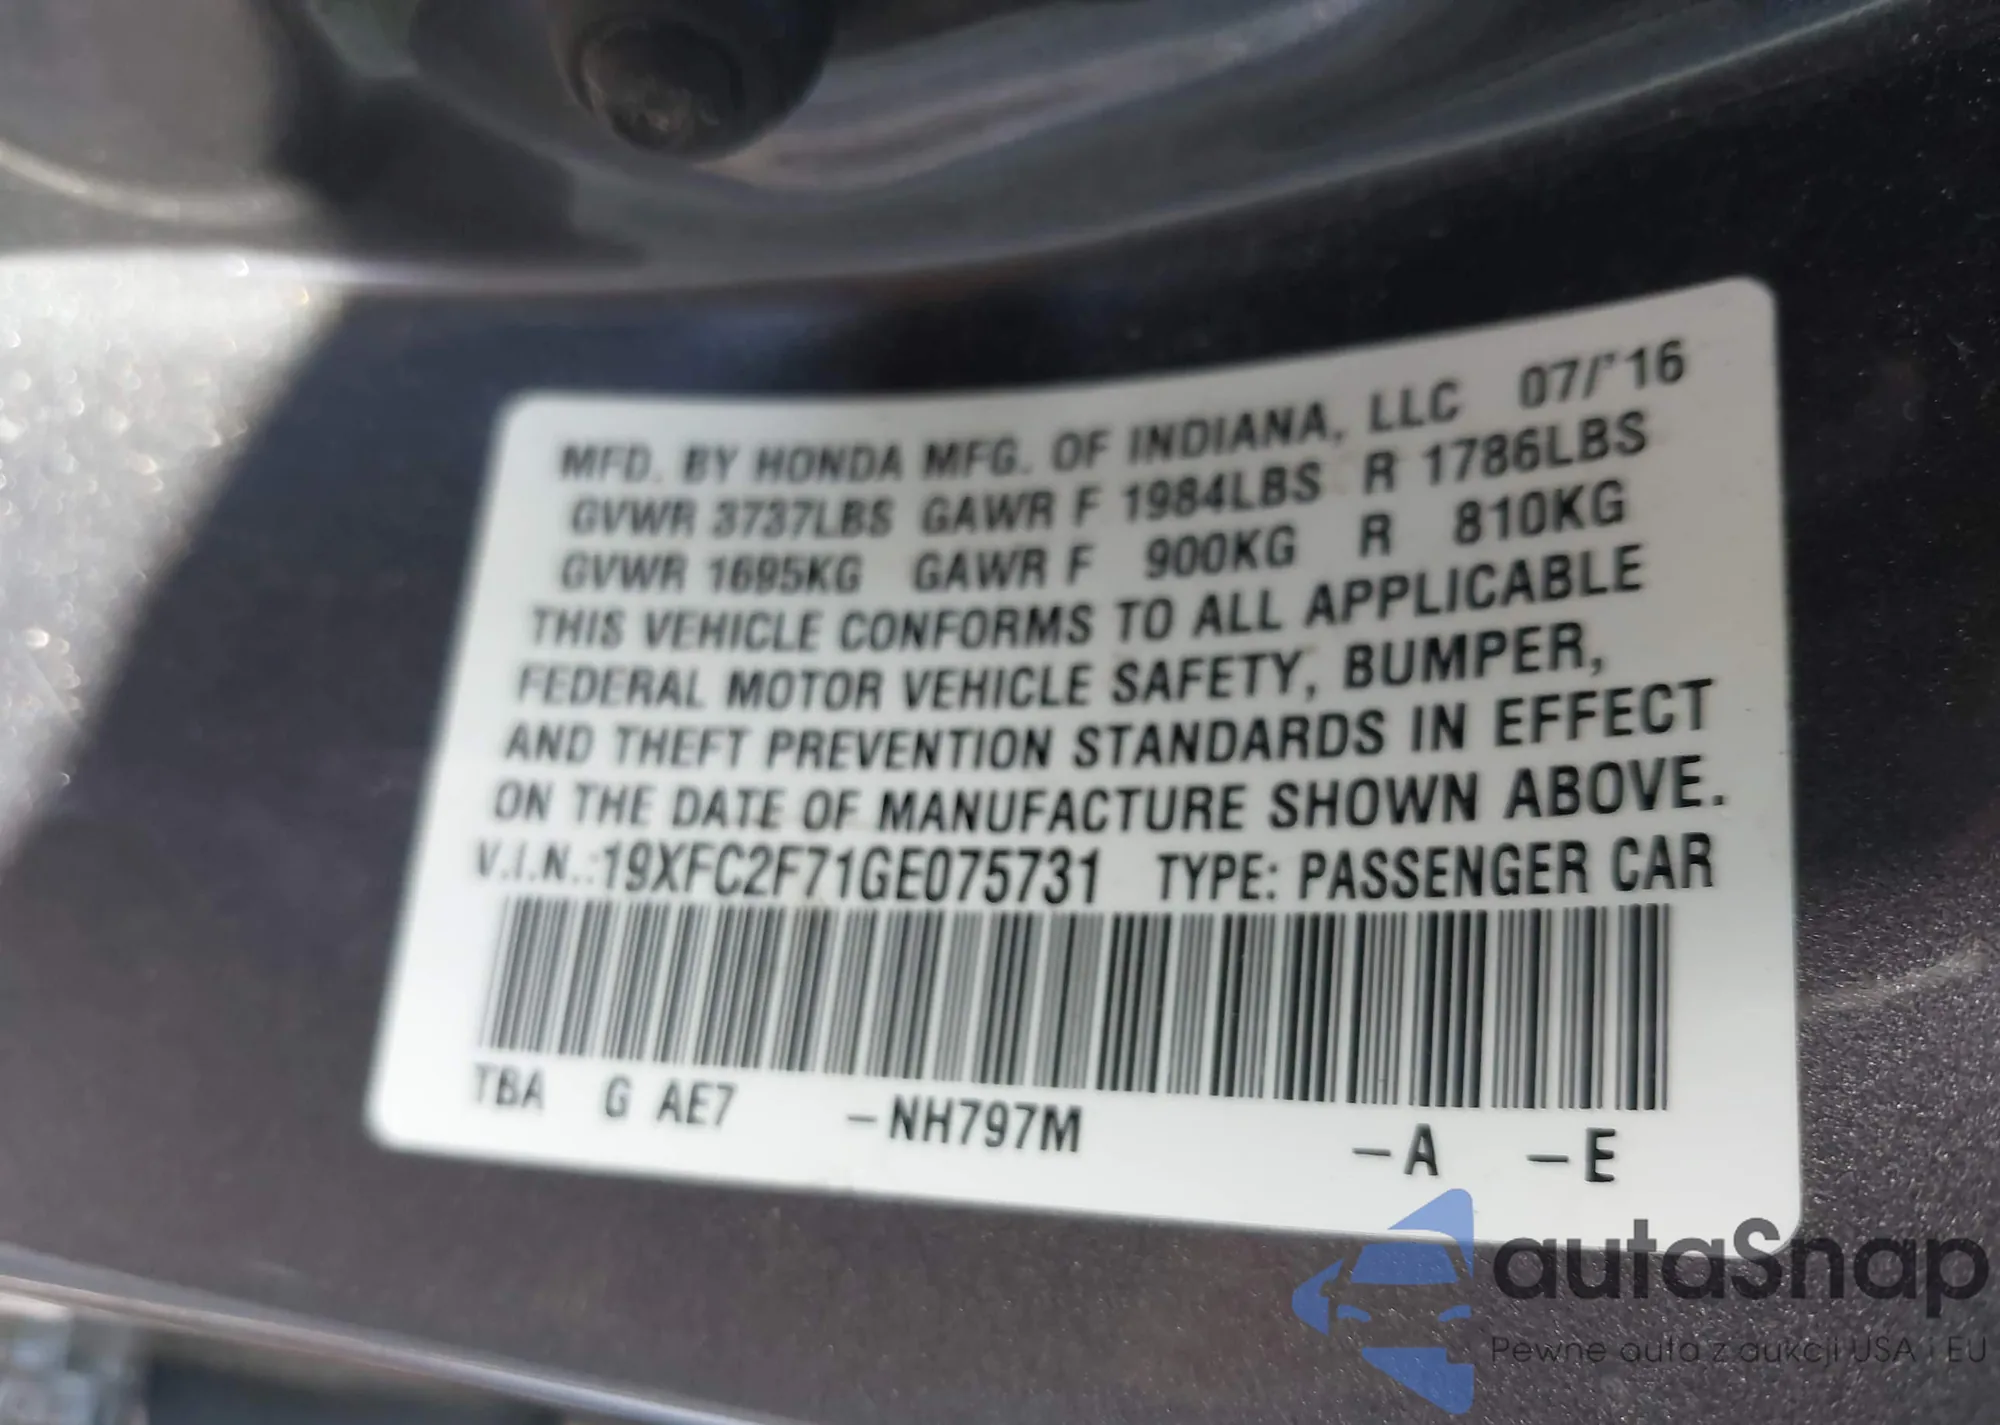 MFD. BY HONDA MFG. OF INDIANA, LLC 07/'16
GVWR 3737LBS GAWR F 1984LBS R 1786LBS
GVWR 1695KG GAWR F 900KG R 810KG
THIS VEHICLE CONFORMS TO ALL APPLICABLE
FEDERAL MOTOR VEHICLE SAFETY, BUMPER,
AND THEFT PREVENTION STANDARDS IN EFFECT
ON THE DATE OF MANUFACTURE SHOWN ABOVE.
V.I.N.:19XFC2F71GE075731 TYPE: PASSENGER CAR
TBA G AE7 -NH797M -A -E
autaSnap
Pewne auta z aukcji USA i EU